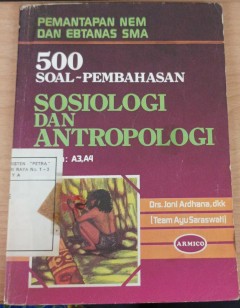 PEMANTAPAN NEM
DAN EBTANAS SMA
500
SOAL-PEMBAHASAN
SOSIOLOGI
DAN
ANTROPOLOGI
: A3, A4
Drs. Joni Ardhana, dkk
(Team Ayu Saraswati)
ARMICO